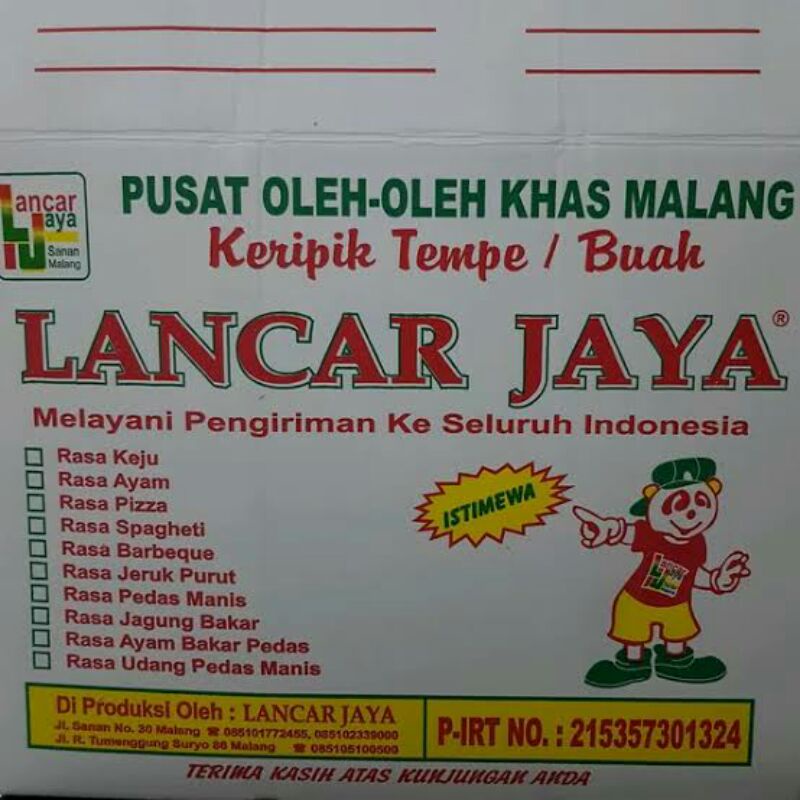 Lancar
Jaya
Sanan
Malang
PUSAT OLEH-OLEH KHAS MALANG
Keripik Tempe / Buah
LANCAR JAYA®
Melayani Pengiriman Ke Seluruh Indonesia
Rasa Keju
Rasa Ayam
Rasa Pizza
Rasa Spagheti
Rasa Barbeque
Rasa Jeruk Purut
Rasa Pedas Manis
Rasa Jagung Bakar
Rasa Ayam Bakar Pedas
Rasa Udang Pedas Manis
ISTIMEWA
Lancar
Di Produksi Oleh : LANCAR JAYA
Jl. Sanan No. 30 Malang ☎ 085101772455, 085102339000
Jl. R. Tumenggung Suryo 86 Malang ☎ 085105100509
P-IRT NO. : 215357301324
TERIMA KASIH ATAS KUNJUNGAN ANDA